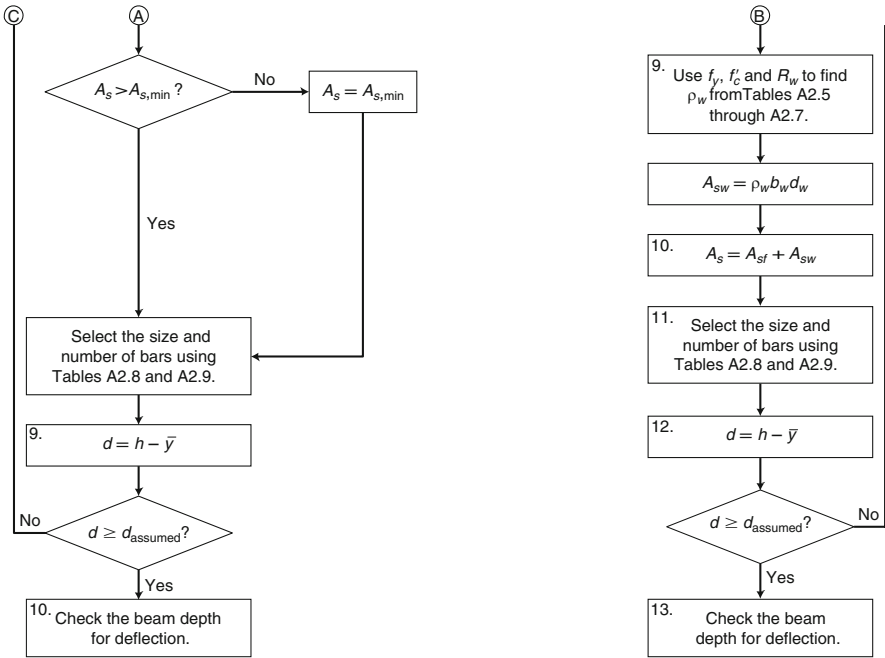 C
A
A_s > A_s,min ?
No
A_s = A_s,min
Yes
Select the size and
number of bars using
Tables A2.8 and A2.9.
9.
d = h − ȳ
No
d ≥ d_assumed?
Yes
10.
Check the beam depth
for deflection.
B
9.
Use f_y, f′_c and R_w to find
ρ_w fromTables A2.5
through A2.7.
A_sw = ρ_w b_w d_w
10.
A_s = A_sf + A_sw
11.
Select the size and
number of bars using
Tables A2.8 and A2.9.
12.
d = h − ȳ
d ≥ d_assumed?
No
Yes
13.
Check the beam
depth for deflection.